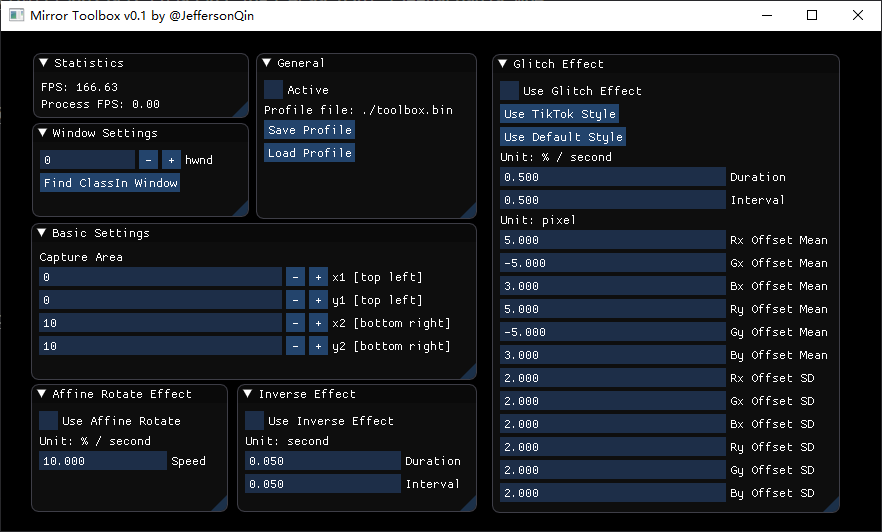 Mirror Toolbox v0.1 by @JeffersonQin
Statistics
FPS: 166.63
Process FPS: 0.00
Window Settings
0 - + hwnd
Find ClassIn Window
General
Active
Profile file: ./toolbox.bin
Save Profile
Load Profile
Basic Settings
Capture Area
0 - + x1 [top left]
0 - + y1 [top left]
10 - + x2 [bottom right]
10 - + y2 [bottom right]
Affine Rotate Effect
Use Affine Rotate
Unit: % / second
10.000 Speed
Inverse Effect
Use Inverse Effect
Unit: second
0.050 Duration
0.050 Interval
Glitch Effect
Use Glitch Effect
Use TikTok Style
Use Default Style
Unit: % / second
0.500 Duration
0.500 Interval
Unit: pixel
5.000 Rx Offset Mean
-5.000 Gx Offset Mean
3.000 Bx Offset Mean
5.000 Ry Offset Mean
-5.000 Gy Offset Mean
3.000 By Offset Mean
2.000 Rx Offset SD
2.000 Gx Offset SD
2.000 Bx Offset SD
2.000 Ry Offset SD
2.000 Gy Offset SD
2.000 By Offset SD